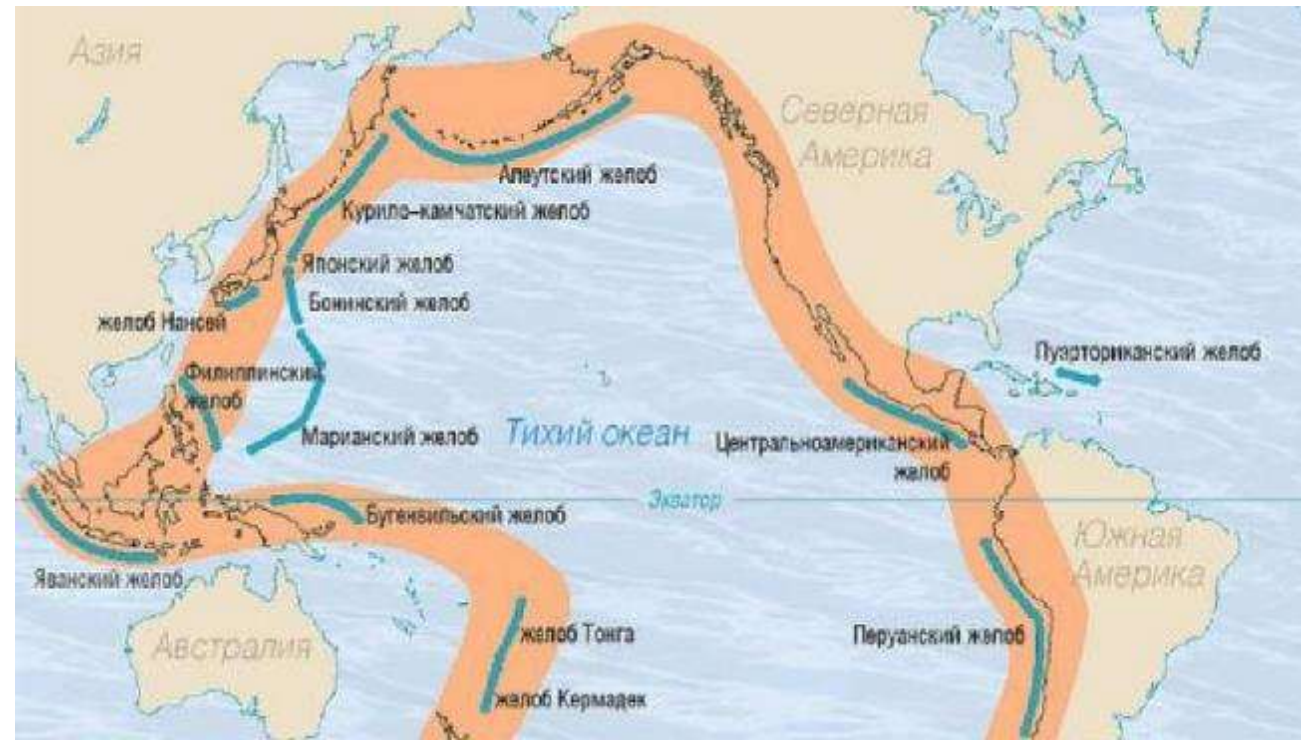 Азия
Северная
Америка
Алеутский желоб
Курило-камчатский желоб
Японский желоб
Бонинский желоб
желоб Нансей
Пуэрториканский желоб
Филиппинский
желоб
Марианский желоб
Тихий океан
Центральноамериканский
желоб
Экватор
Бугенвильский желоб
Южная
Америка
Яванский желоб
желоб Тонга
Перуанский желоб
Австралия
желоб Кермадек